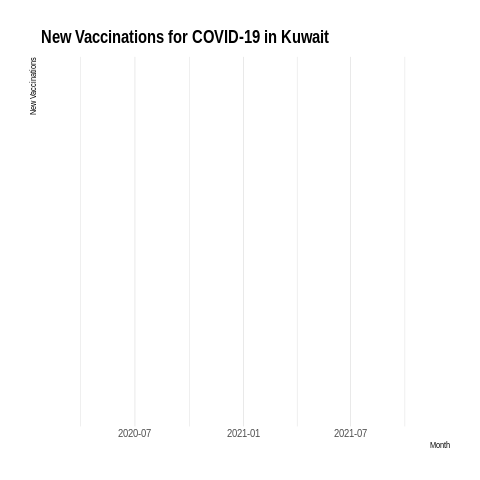 New Vaccinations for COVID-19 in Kuwait
New Vaccinations
2020-07
2021-01
2021-07
Month